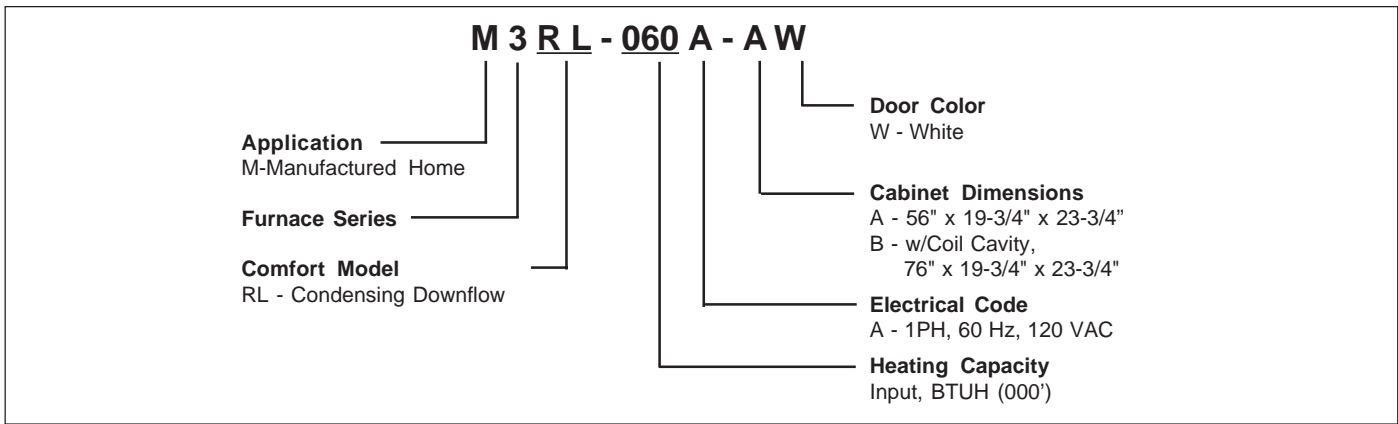 M 3 R L - 060 A - A W
Application
M-Manufactured Home
Furnace Series
Comfort Model
RL - Condensing Downflow
Door Color
W - White
Cabinet Dimensions
A - 56" x 19-3/4" x 23-3/4”
B - w/Coil Cavity,
76" x 19-3/4" x 23-3/4"
Electrical Code
A - 1PH, 60 Hz, 120 VAC
Heating Capacity
Input, BTUH (000’)